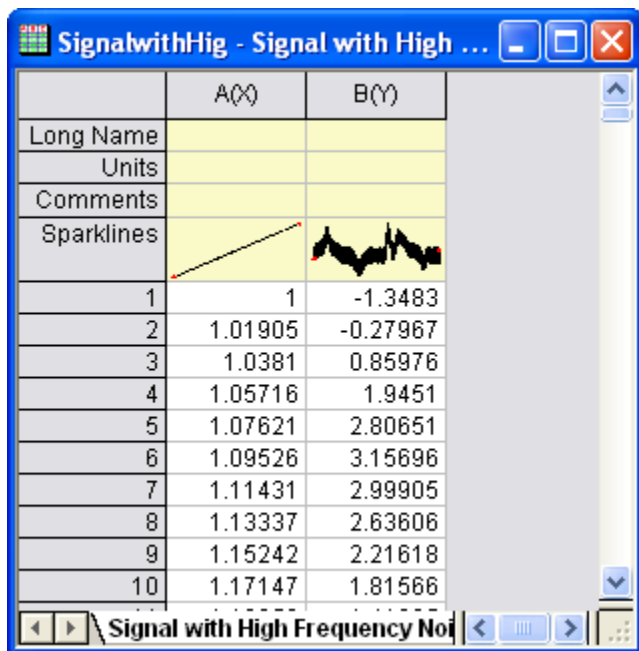 SignalwithHig - Signal with High ...
A(X) B(Y)
Long Name
Units
Comments
Sparklines
1 1 -1.3483
2 1.01905 -0.27967
3 1.0381 0.85976
4 1.05716 1.9451
5 1.07621 2.80651
6 1.09526 3.15696
7 1.11431 2.99905
8 1.13337 2.63606
9 1.15242 2.21618
10 1.17147 1.81566
Signal with High Frequency Noi